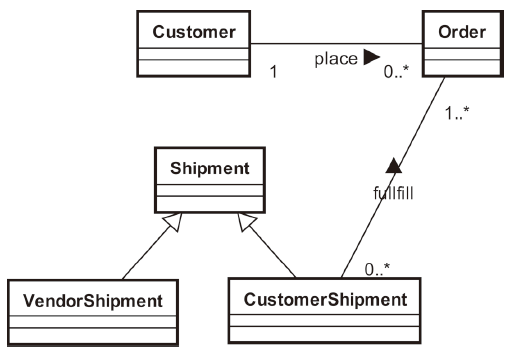 Customer
Order
place
1
0..*
1..*
Shipment
fullfill
0..*
VendorShipment
CustomerShipment